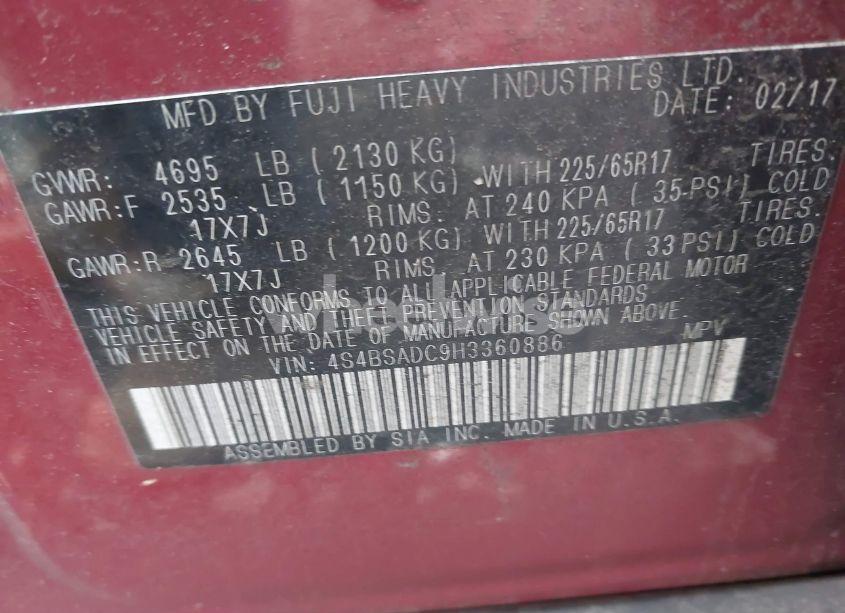 MFD BY FUJI HEAVY INDUSTRIES LTD.
DATE: 02/17
GVWR: 4695 LB ( 2130 KG)
GAWR:F 2535 LB ( 1150 KG) WITH 225/65R17 TIRES.
17X7J RIMS. AT 240 KPA ( 35-PSI) COLD
GAWR:R 2645 LB ( 1200 KG) WITH 225/65R17 TIRES.
17X7J RIMS. AT 230 KPA ( 33 PSI) COLD
THIS VEHICLE CONFORMS TO ALL APPLICABLE FEDERAL MOTOR
VEHICLE SAFETY AND THEFT PREVENTION STANDARDS
IN EFFECT ON THE DATE OF MANUFACTURE SHOWN ABOVE.
VIN: 4S4BSADC9H3360886 MPV
ASSEMBLED BY SIA INC. MADE IN U.S.A.